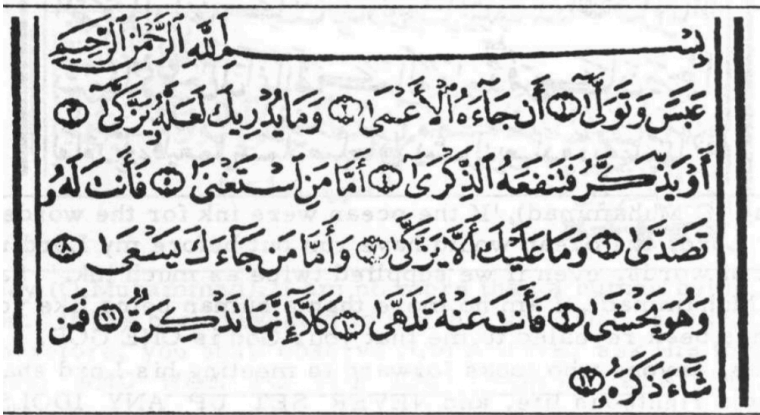 بِسْمِ اللَّهِ الرَّحْمَٰنِ الرَّحِيمِ
عَبَسَ وَتَوَلَّىٰٓ ١ أَن جَآءَهُ ٱلْأَعْمَىٰ ٢ وَمَا يُدْرِيكَ لَعَلَّهُۥ يَزَّكَّىٰٓ ٣
أَوْ يَذَّكَّرُ فَتَنفَعَهُ ٱلذِّكْرَىٰٓ ٤ أَمَّا مَنِ ٱسْتَغْنَىٰ ٥ فَأَنتَ لَهُۥ
تَصَدَّىٰ ٦ وَمَا عَلَيْكَ أَلَّا يَزَّكَّىٰ ٧ وَأَمَّا مَن جَآءَكَ يَسْعَىٰ ٨
وَهُوَ يَخْشَىٰ ٩ فَأَنتَ عَنْهُ تَلَهَّىٰ ١٠ كَلَّآ إِنَّهَا تَذْكِرَةٌ ١١ فَمَن
شَآءَ ذَكَرَهُۥ ١٢